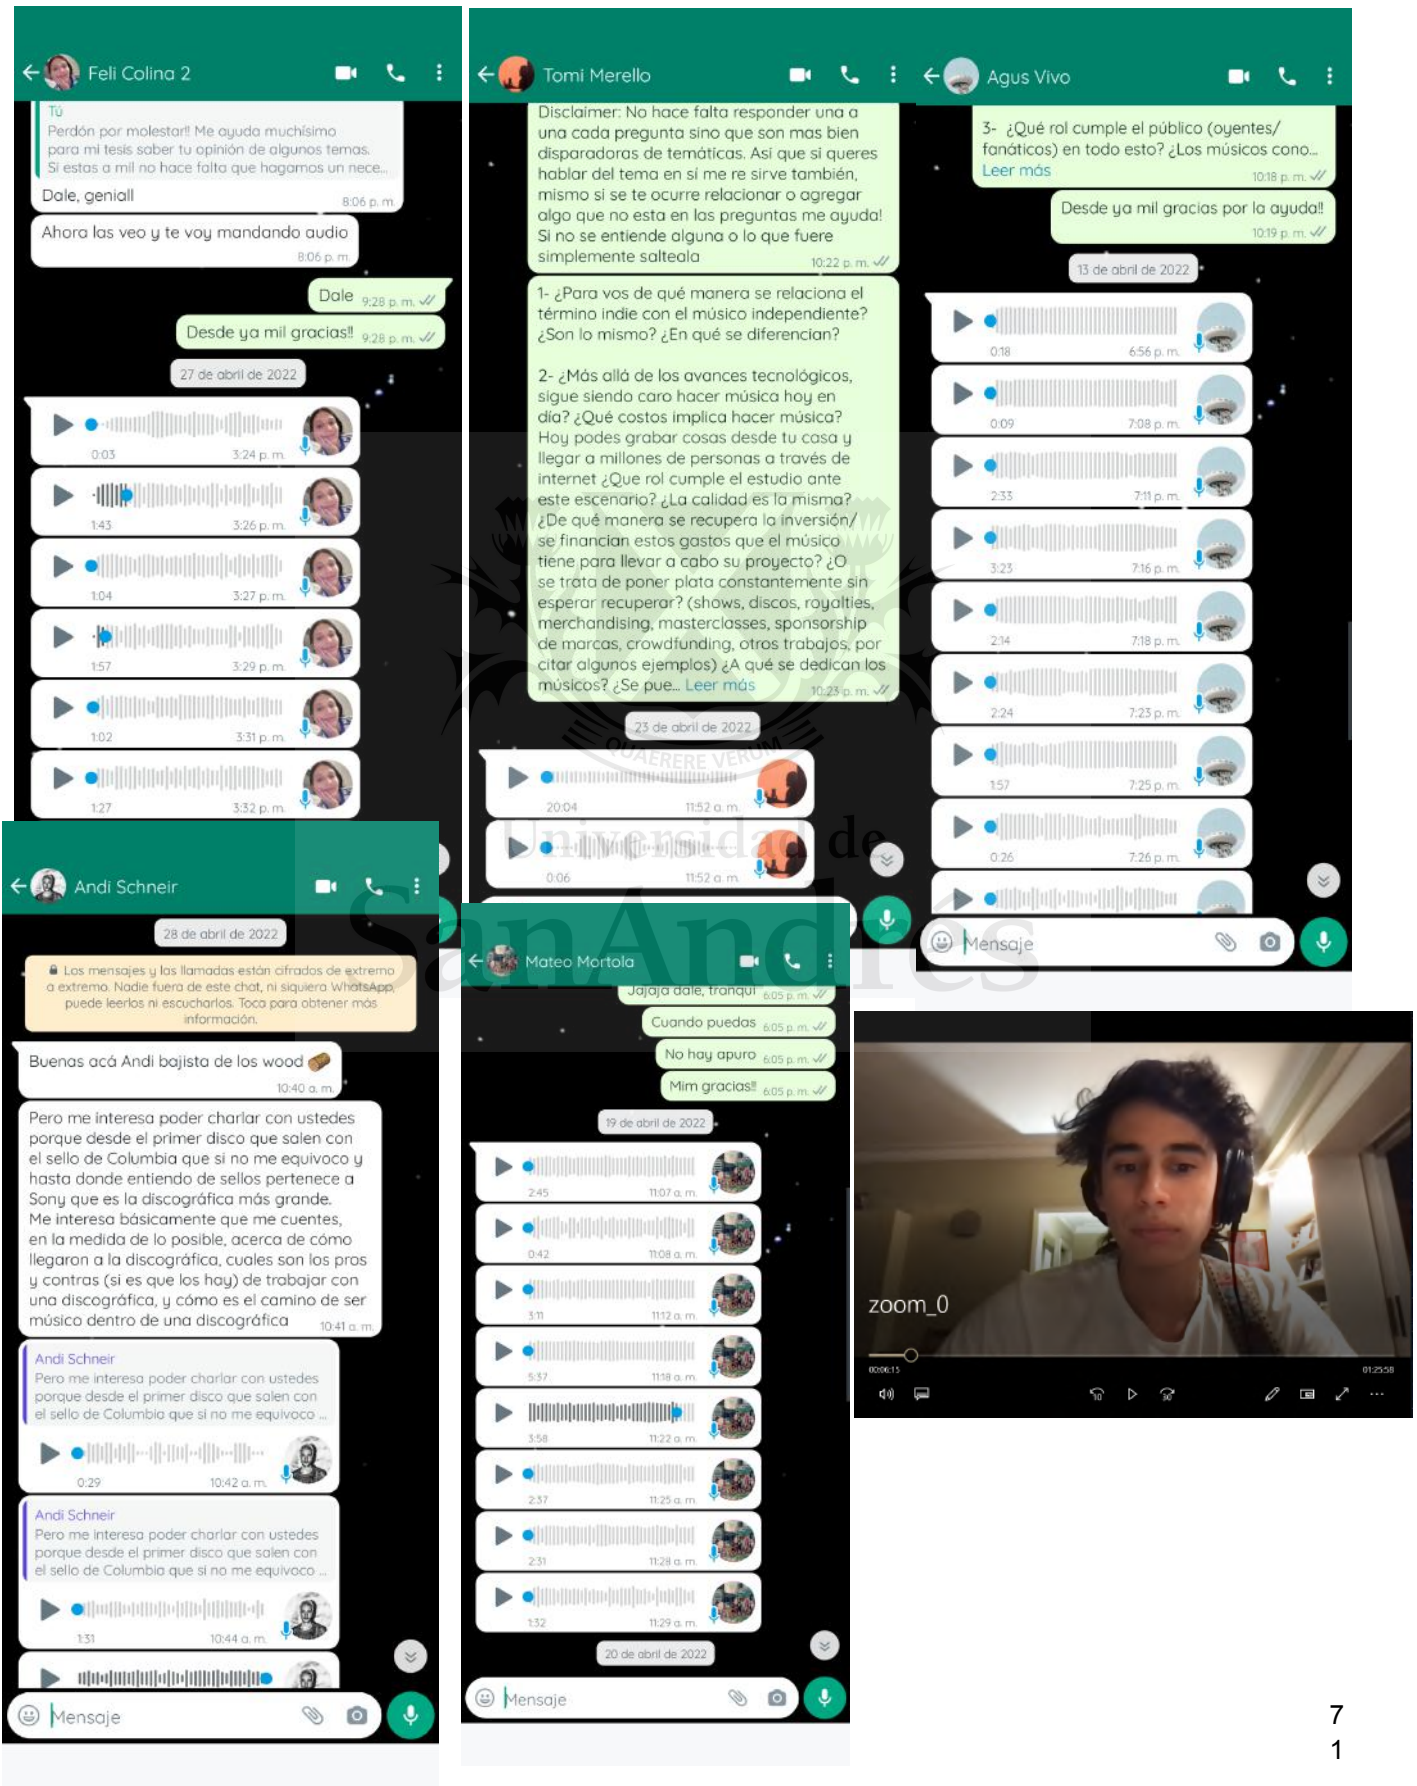 Feli Colina 2
Tú
Perdón por molestar!! Me ayuda muchísimo
para mi tesis saber tu opinión de algunos temas.
Si estas a mil no hace falta que hagamos un nece...
Dale, geniall
8:06 p. m.
Ahora las veo y te voy mandando audio
8:06 p. m.
Dale 9:28 p. m.
Desde ya mil gracias!! 9:28 p. m.
27 de abril de 2022
0:03 3:24 p. m.
1:43 3:26 p. m.
1:04 3:27 p. m.
1:57 3:29 p. m.
1:02 3:31 p. m.
1:27 3:32 p. m.
Tomi Merello
Disclaimer: No hace falta responder una a
una cada pregunta sino que son mas bien
disparadoras de temáticas. Asi que si queres
hablar del tema en sí me re sirve también,
mismo si se te ocurre relacionar o agregar
algo que no esta en las preguntas me ayuda!
Si no se entiende alguna o lo que fuere
simplemente salteala
10:22 p. m.
1- ¿Para vos de qué manera se relaciona el
término indie con el músico independiente?
¿Son lo mismo? ¿En qué se diferencian?
2- ¿Más allá de los avances tecnológicos,
sigue siendo caro hacer música hoy en
día? ¿Qué costos implica hacer música?
Hoy podes grabar cosas desde tu casa y
llegar a millones de personas a través de
internet ¿Que rol cumple el estudio ante
este escenario? ¿La calidad es la misma?
¿De qué manera se recupera la inversión/
se financian estos gastos que el músico
tiene para llevar a cabo su proyecto? ¿O
se trata de poner plata constantemente sin
esperar recuperar? (shows, discos, royalties,
merchandising, masterclasses, sponsorship
de marcas, crowdfunding, otros trabajos, por
citar algunos ejemplos) ¿A qué se dedican los
músicos? ¿Se pue... Leer más
10:23 p. m.
23 de abril de 2022
20:04 11:52 a. m.
0:06 11:52 a. m.
Agus Vivo
3- ¿Qué rol cumple el público (oyentes/
fanáticos) en todo esto? ¿Los músicos cono...
Leer más
10:18 p. m.
Desde ya mil gracias por la ayuda!!
10:19 p. m.
13 de abril de 2022
0:18 6:56 p. m.
0:09 7:08 p. m.
2:33 7:11 p. m.
3:23 7:16 p. m.
2:14 7:18 p. m.
2:24 7:23 p. m.
1:57 7:25 p. m.
0:26 7:26 p. m.
Mensaje
QUAERERE VERUM
Universidad de
SanAndrés
Andi Schneir
28 de abril de 2022
Los mensajes y las llamadas están cifrados de extremo
a extremo. Nadie fuera de este chat, ni siquiera WhatsApp,
puede leerlos ni escucharlos. Toca para obtener más
información.
Buenas acá Andi bajista de los wood
10:40 a. m.
Pero me interesa poder charlar con ustedes
porque desde el primer disco que salen con
el sello de Columbia que si no me equivoco y
hasta donde entiendo de sellos pertenece a
Sony que es la discográfica más grande.
Me interesa básicamente que me cuentes,
en la medida de lo posible, acerca de cómo
llegaron a la discográfica, cuales son los pros
y contras (si es que los hay) de trabajar con
una discográfica, y cómo es el camino de ser
músico dentro de una discográfica
10:41 a. m.
Andi Schneir
Pero me interesa poder charlar con ustedes
porque desde el primer disco que salen con
el sello de Columbia que si no me equivoco ...
0:29 10:42 a. m.
Andi Schneir
Pero me interesa poder charlar con ustedes
porque desde el primer disco que salen con
el sello de Columbia que si no me equivoco ...
1:31 10:44 a. m.
Mensaje
Mateo Mortola
Jajaja dale, tranqui 6:05 p. m.
Cuando puedas 6:05 p. m.
No hay apuro 6:05 p. m.
Mim gracias!! 6:05 p. m.
19 de abril de 2022
2:45 11:07 a. m.
0:42 11:08 a. m.
3:11 11:12 a. m.
5:37 11:18 a. m.
3:58 11:22 a. m.
2:37 11:25 a. m.
2:31 11:28 a. m.
1:32 11:29 a. m.
20 de abril de 2022
Mensaje
zoom_0
00:06:15 01:25:58
10 30
7
1